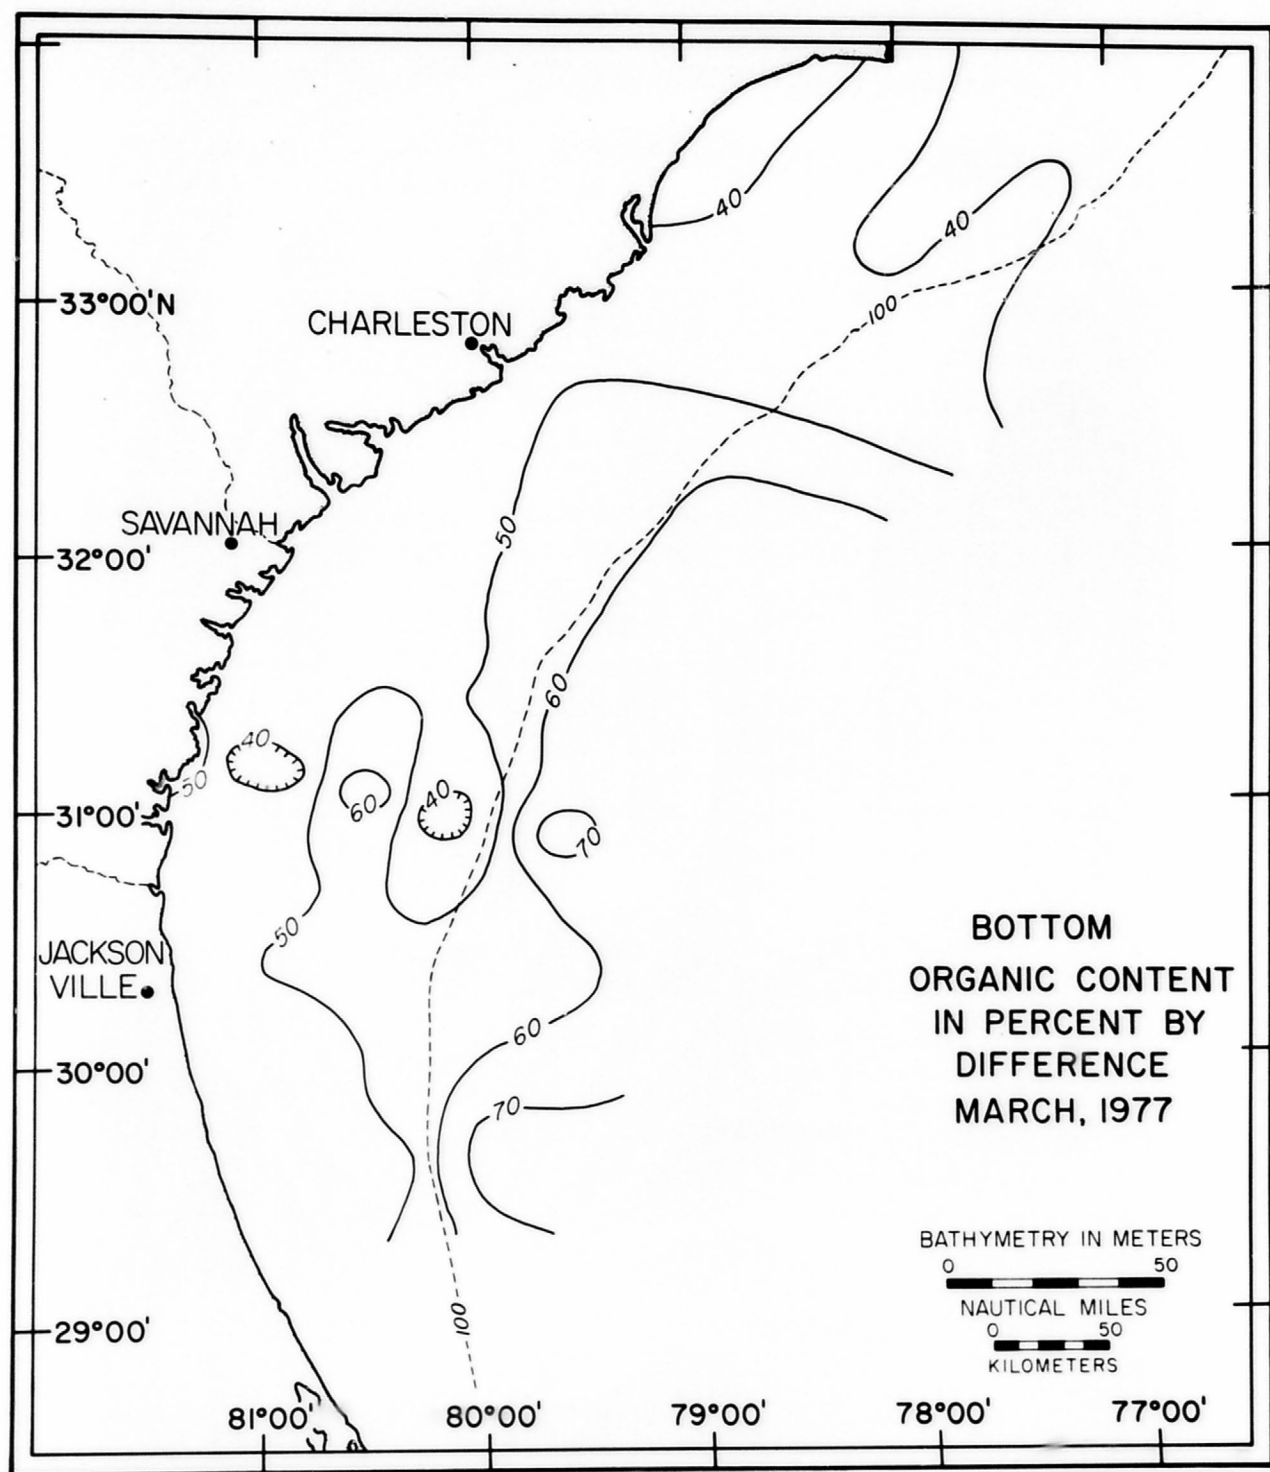 40
40
33°00'N
100
CHARLESTON
50
SAVANNAH
32°00'
60
40
50
60
40
31°00'
70
50
BOTTOM
ORGANIC CONTENT
IN PERCENT BY
DIFFERENCE
MARCH, 1977
JACKSON
VILLE
60
30°00'
70
BATHYMETRY IN METERS
0 50
NAUTICAL MILES
0 50
KILOMETERS
100
29°00'
81°00' 80°00' 79°00' 78°00' 77°00'